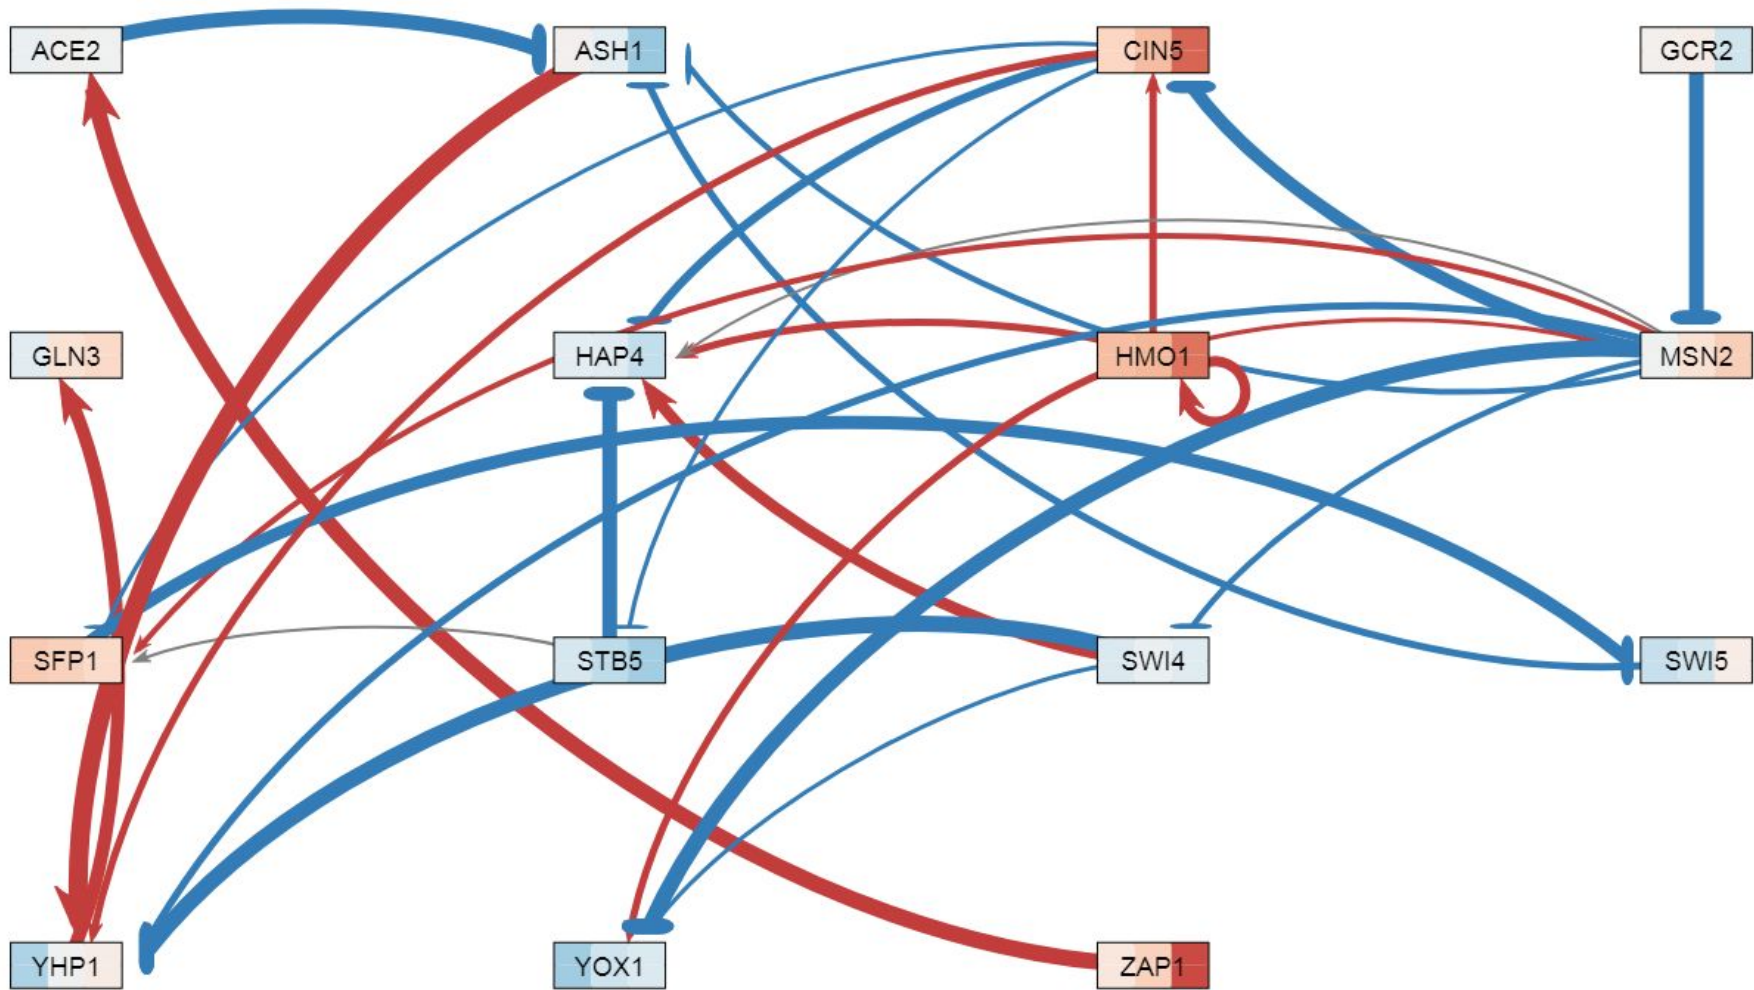 ACE2
ASH1
CIN5
GCR2
GLN3
HAP4
HMO1
MSN2
SFP1
STB5
SWI4
SWI5
YHP1
YOX1
ZAP1